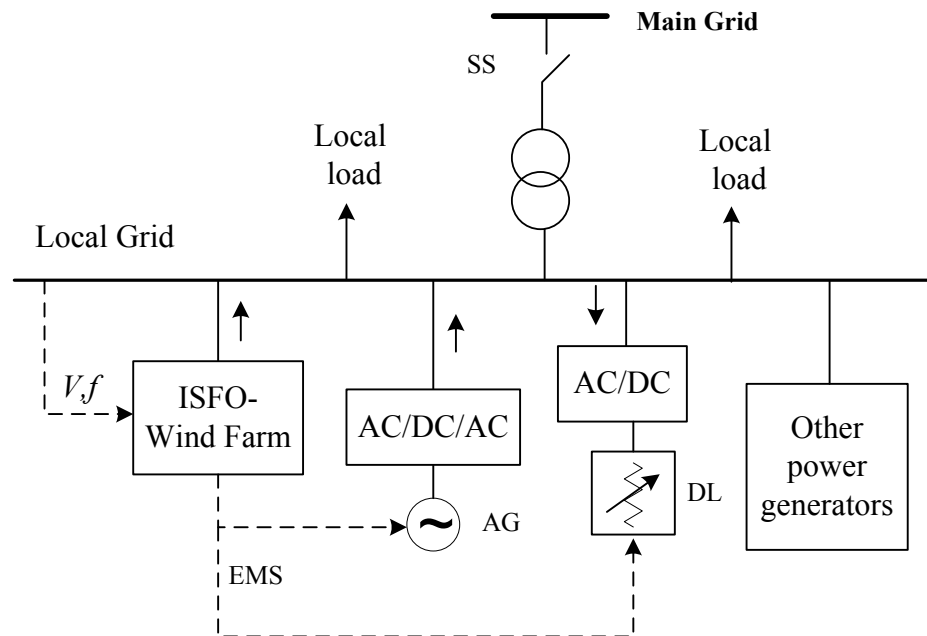 Main Grid
SS
Local
load
Local
load
Local Grid
V,f
ISFO-
Wind Farm
AC/DC/AC
AC/DC
Other
power
generators
DL
AG
EMS